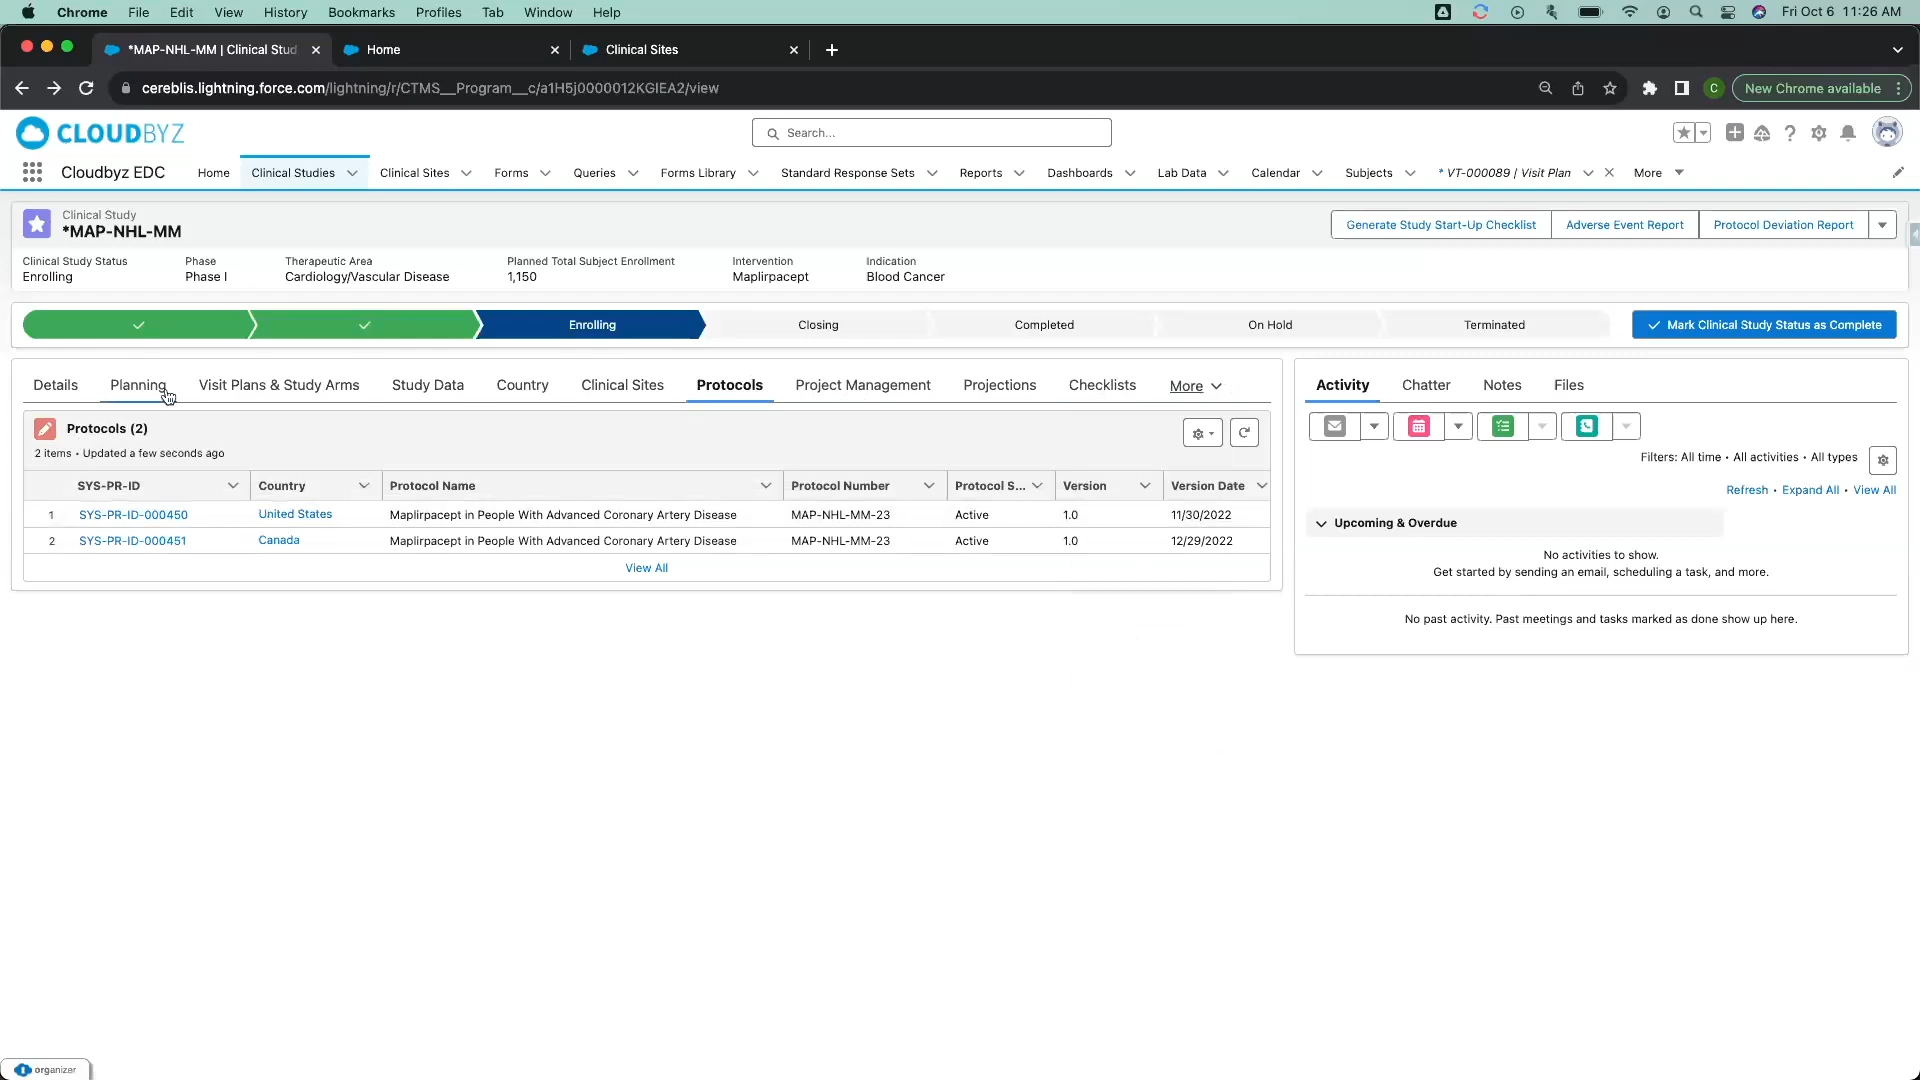 Chrome File Edit View History Bookmarks Profiles Tab Window Help Fri Oct 6 11:26 AM
*MAP-NHL-MM | Clinical Stud Home Clinical Sites
cereblis.lightning.force.com/lightning/r/CTMS__Program__c/a1H5j0000012KGIEA2/view C New Chrome available
CLOUDBYZ Search...
Cloudbyz EDC Home Clinical Studies Clinical Sites Forms Queries Forms Library Standard Response Sets Reports Dashboards Lab Data Calendar Subjects * VT-000089 | Visit Plan More
Clinical Study
*MAP-NHL-MM
Generate Study Start-Up Checklist Adverse Event Report Protocol Deviation Report
Clinical Study Status Phase Therapeutic Area Planned Total Subject Enrollment Intervention Indication
Enrolling Phase I Cardiology/Vascular Disease 1,150 Maplirpacept Blood Cancer
Enrolling Closing Completed On Hold Terminated Mark Clinical Study Status as Complete
Details Planning Visit Plans & Study Arms Study Data Country Clinical Sites Protocols Project Management Projections Checklists More
Protocols (2)
2 items • Updated a few seconds ago
SYS-PR-ID Country Protocol Name Protocol Number Protocol S... Version Version Date
1 SYS-PR-ID-000450 United States Maplirpacept in People With Advanced Coronary Artery Disease MAP-NHL-MM-23 Active 1.0 11/30/2022
2 SYS-PR-ID-000451 Canada Maplirpacept in People With Advanced Coronary Artery Disease MAP-NHL-MM-23 Active 1.0 12/29/2022
View All
Activity Chatter Notes Files
Filters: All time • All activities • All types
Refresh • Expand All • View All
Upcoming & Overdue
No activities to show.
Get started by sending an email, scheduling a task, and more.
No past activity. Past meetings and tasks marked as done show up here.
organizer